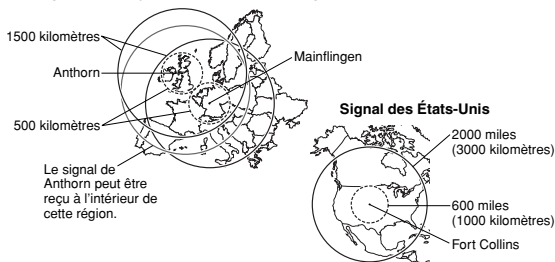 1500 kilomètres
Anthorn
Mainflingen
500 kilomètres
Le signal de
Anthorn peut être
reçu à l'intérieur de
cette région.
Signal des États-Unis
2000 miles
(3000 kilomètres)
600 miles
(1000 kilomètres)
Fort Collins